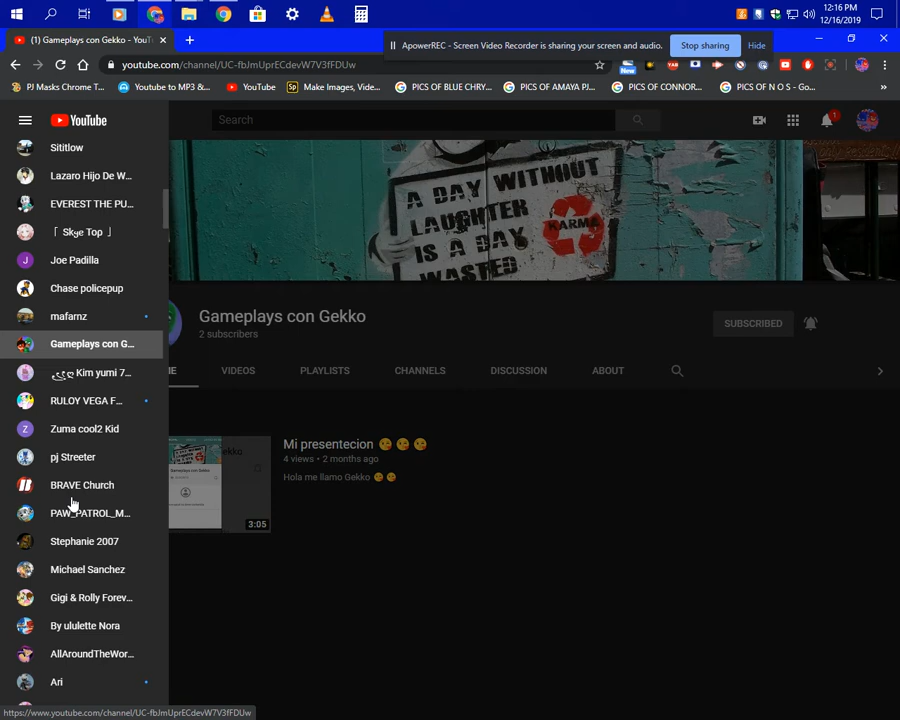 12:16 PM
12/16/2019
(1) Gameplays con Gekko - YouT
ApowerREC - Screen Video Recorder is sharing your screen and audio.
Stop sharing
Hide
youtube.com/channel/UC-fbJmUprECdevW7V3fFDUw
New
PJ Masks Chrome T...
Youtube to MP3 &...
YouTube
Sp Make Images, Vide...
PICS OF BLUE CHRY...
PICS OF AMAYA PJ...
PICS OF CONNOR...
PICS OF N O S - Go...
YouTube
Search
1
Sititlow
Lazaro Hijo De W...
EVEREST THE PU...
「 Skye Top 」
Joe Padilla
Chase policepup
mafarnz
Gameplays con G...
Kim yumi 7...
RULOY VEGA F...
Zuma cool2 Kid
pj Streeter
BRAVE Church
PAW_PATROL_M...
Stephanie 2007
Michael Sanchez
Gigi & Rolly Forev...
By ululette Nora
AllAroundTheWor...
Ari
A DAY WITHOUT
LAUGHTER
IS A DAY
WASTED
KARMA
Gameplays con Gekko
2 subscribers
SUBSCRIBED
ME
VIDEOS
PLAYLISTS
CHANNELS
DISCUSSION
ABOUT
Mi presentecion 😘 😘 😘
4 views • 2 months ago
Hola me llamo Gekko 😘 😘
3:05
https://www.youtube.com/channel/UC-fbJmUprECdevW7V3fFDUw